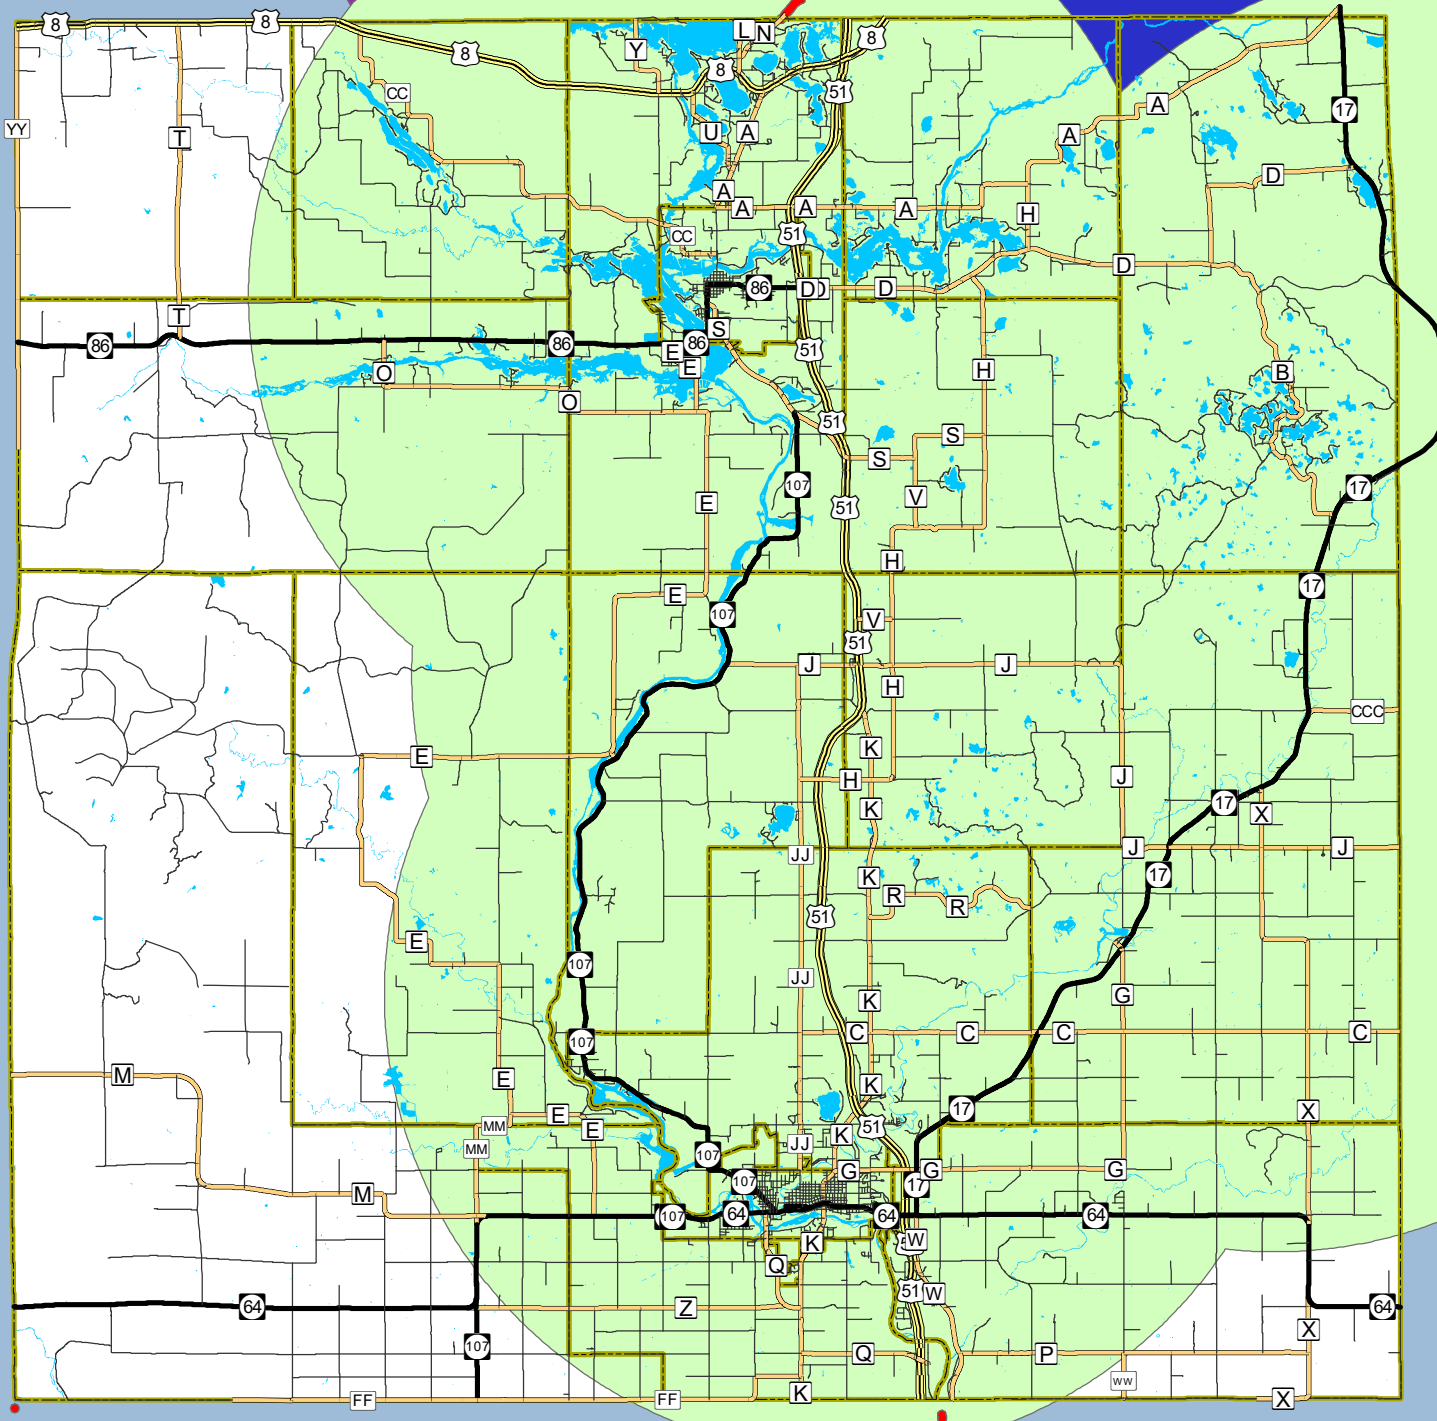 8 8 L N
Y 8
8 8
CC 51
YY T U A A A 17
D
A
A A A H
CC 51
D
86 D D D
T S
86 86 86 E 51
E H B
O
O
51
S
S
107 17
E V
51
H
17
E
107 V
51
J J
H
CCC
K
E
H J
K 17
X
JJ J J
K 17
R
R
51
E
107
JJ G
K
C C C C
107
M E
K
E 17 X
MM E 51
K
MM JJ
107 G G G
107 17
M
107 64 64 64
K W
Q
51 W
64 Z 64
X
107 Q P
WW
FF FF K X